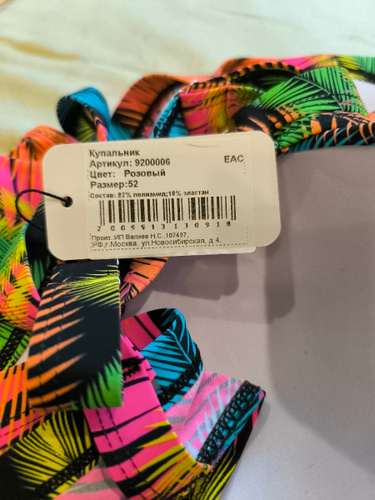 Купальник
Артикул: 9200006 EAC
Цвет: Розовый
Размер:52
Состав: 82% полиамид;18% эластан
Произ. ИП Валиев Н.С.,107497,
РФ,г.Москва, ул.Новосибирская, д 4,